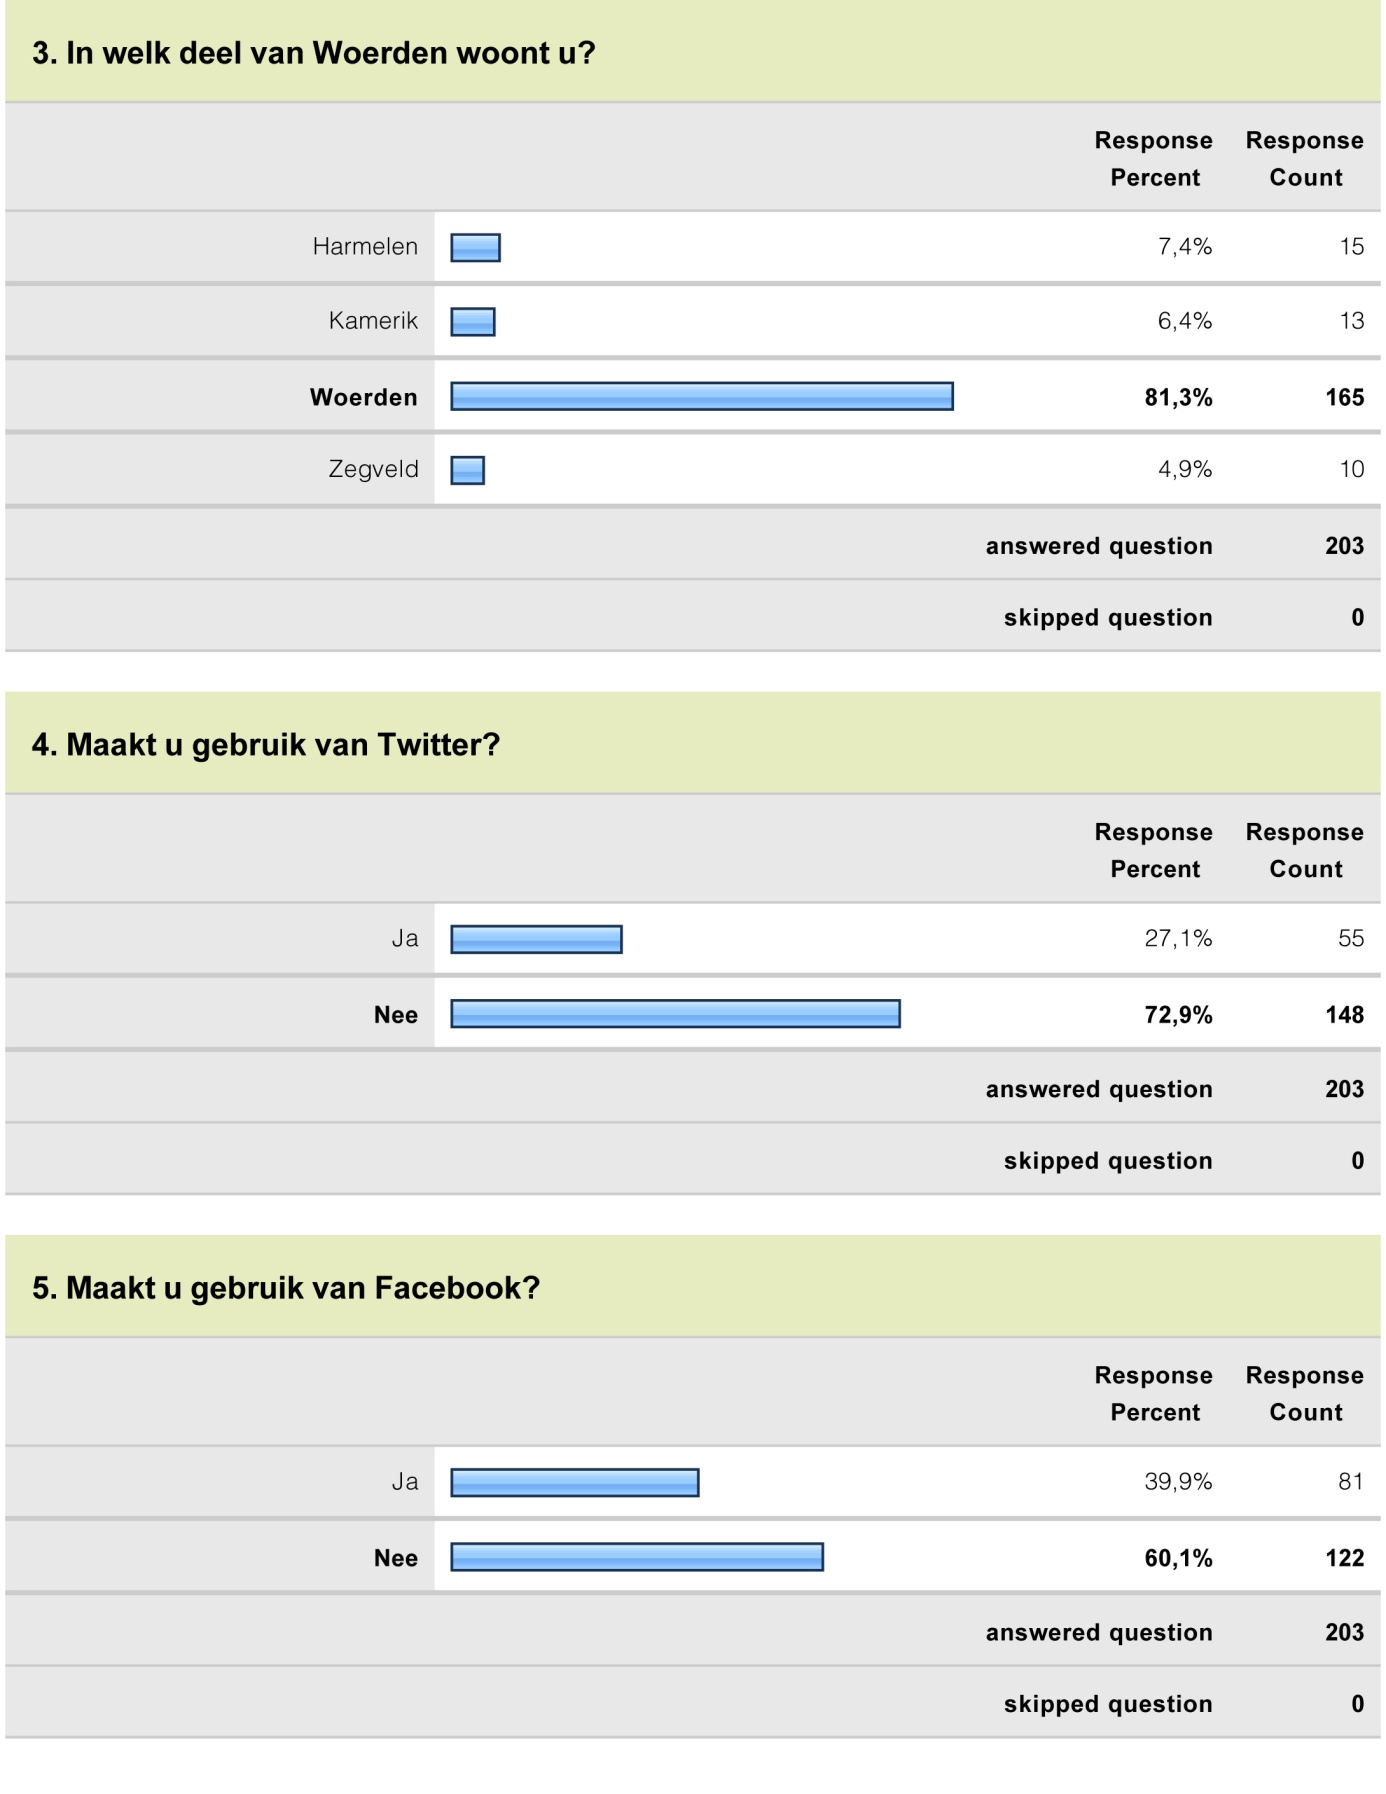 3. In welk deel van Woerden woont u?
Response Response
Percent Count
Harmelen 7,4% 15
Kamerik 6,4% 13
Woerden 81,3% 165
Zegveld 4,9% 10
answered question 203
skipped question 0
4. Maakt u gebruik van Twitter?
Response Response
Percent Count
Ja 27,1% 55
Nee 72,9% 148
answered question 203
skipped question 0
5. Maakt u gebruik van Facebook?
Response Response
Percent Count
Ja 39,9% 81
Nee 60,1% 122
answered question 203
skipped question 0